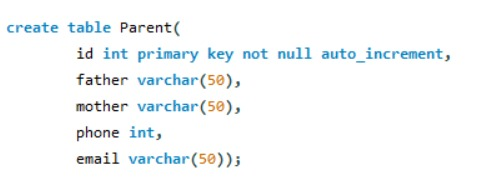 create table Parent(
id int primary key not null auto_increment,
father varchar(50),
mother varchar(50),
phone int,
email varchar(50));